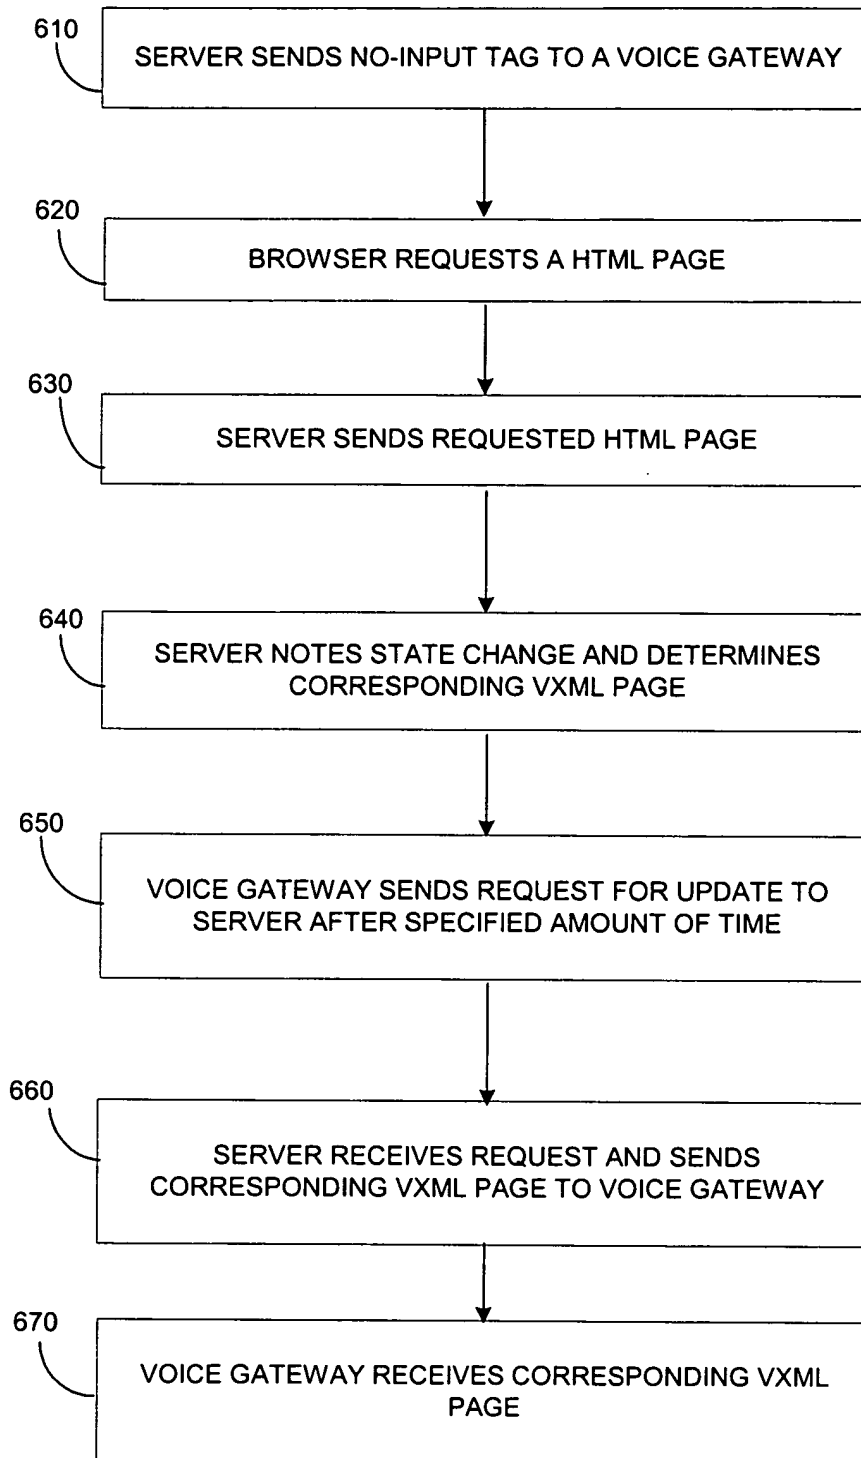 610
SERVER SENDS NO-INPUT TAG TO A VOICE GATEWAY
620
BROWSER REQUESTS A HTML PAGE
630
SERVER SENDS REQUESTED HTML PAGE
640
SERVER NOTES STATE CHANGE AND DETERMINES
CORRESPONDING VXML PAGE
650
VOICE GATEWAY SENDS REQUEST FOR UPDATE TO
SERVER AFTER SPECIFIED AMOUNT OF TIME
660
SERVER RECEIVES REQUEST AND SENDS
CORRESPONDING VXML PAGE TO VOICE GATEWAY
670
VOICE GATEWAY RECEIVES CORRESPONDING VXML
PAGE